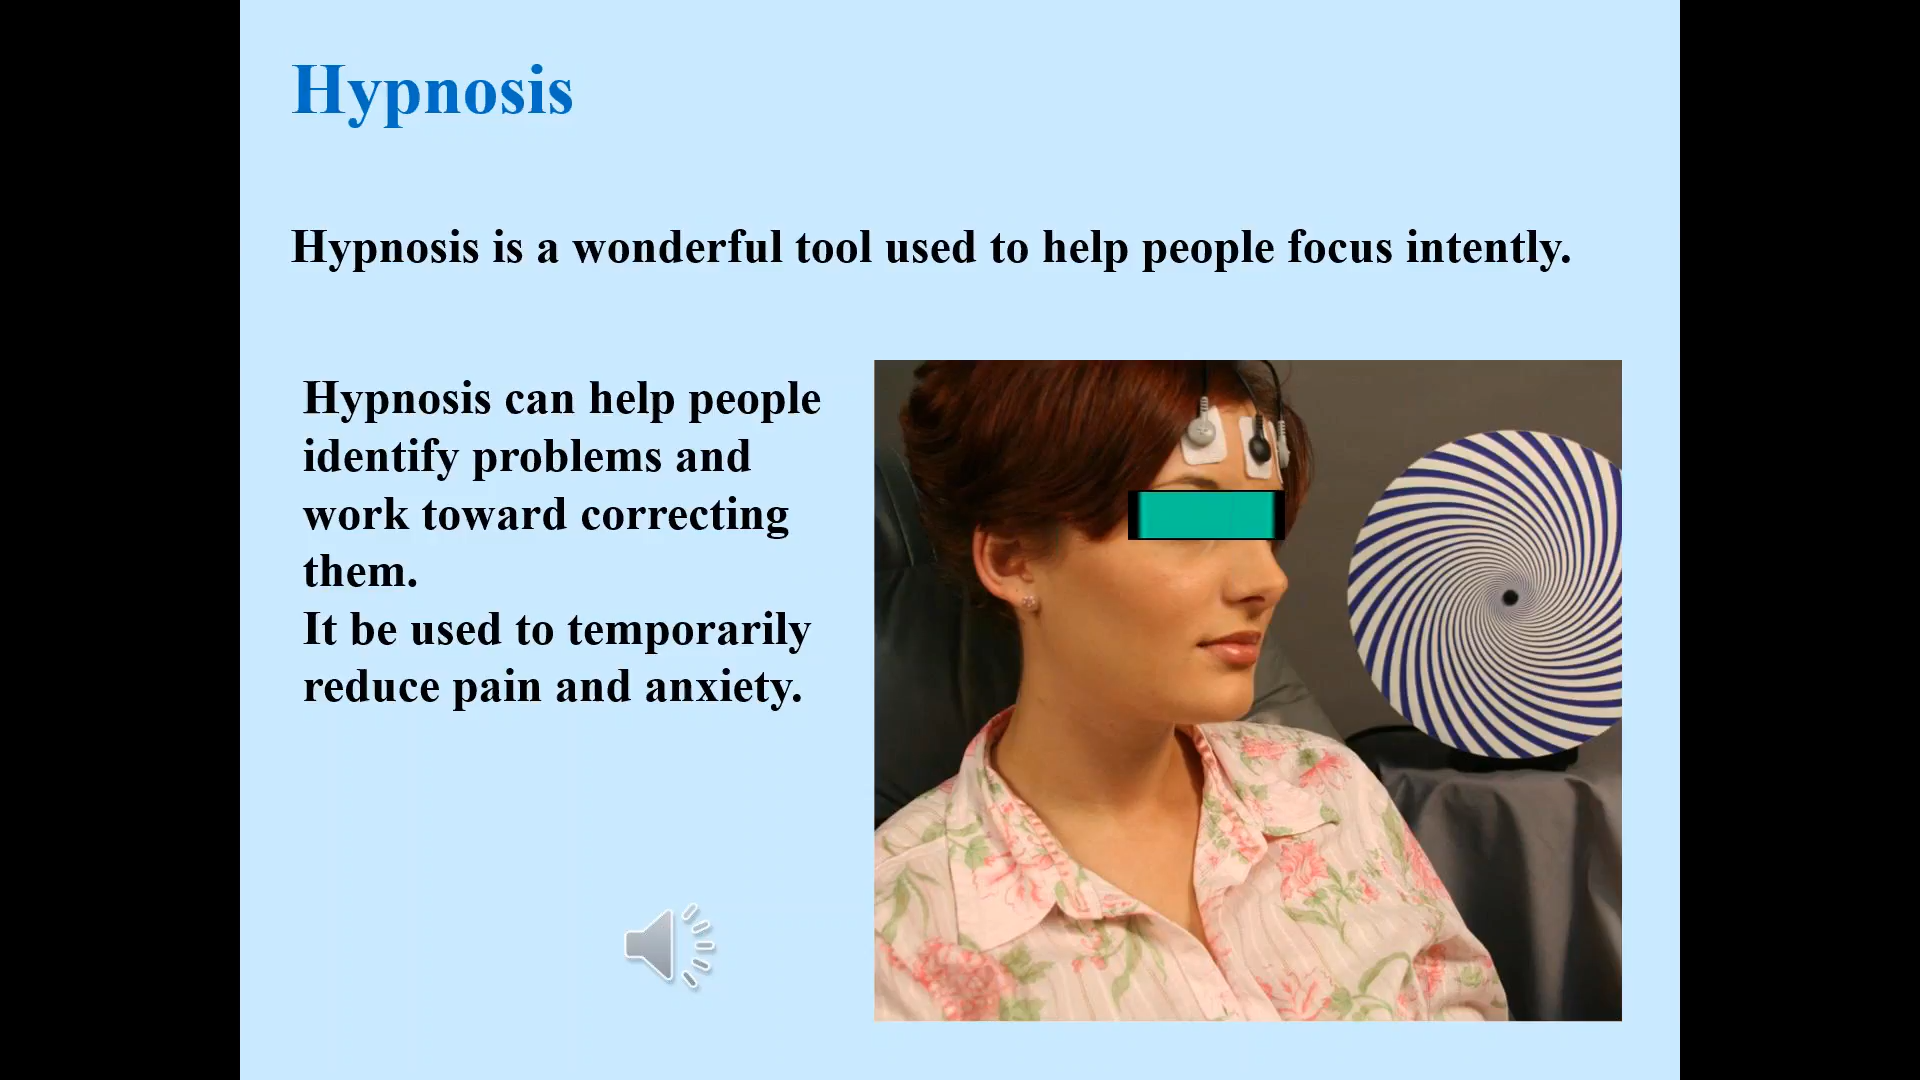 Hypnosis
Hypnosis is a wonderful tool used to help people focus intently.
Hypnosis can help people
identify problems and
work toward correcting
them.
It be used to temporarily
reduce pain and anxiety.